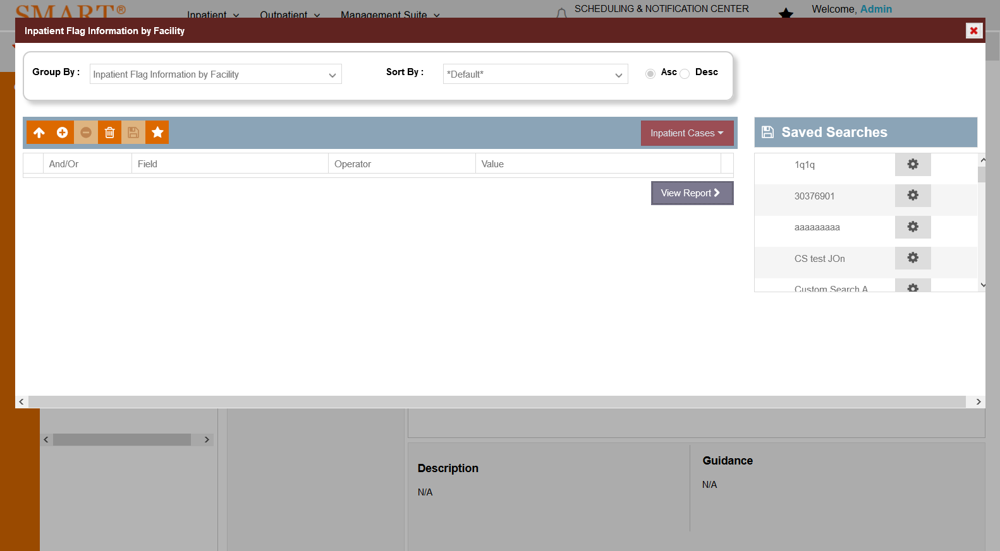 SMART®
Inpatient
Outpatient
Management Suite
SCHEDULING & NOTIFICATION CENTER
Welcome, Admin
Inpatient Flag Information by Facility
Group By :
Inpatient Flag Information by Facility
Sort By :
*Default*
Asc
Desc
Inpatient Cases
Saved Searches
And/Or
Field
Operator
Value
View Report
1q1q
30376901
aaaaaaaaa
CS test JOn
Custom Search A
Description
N/A
Guidance
N/A